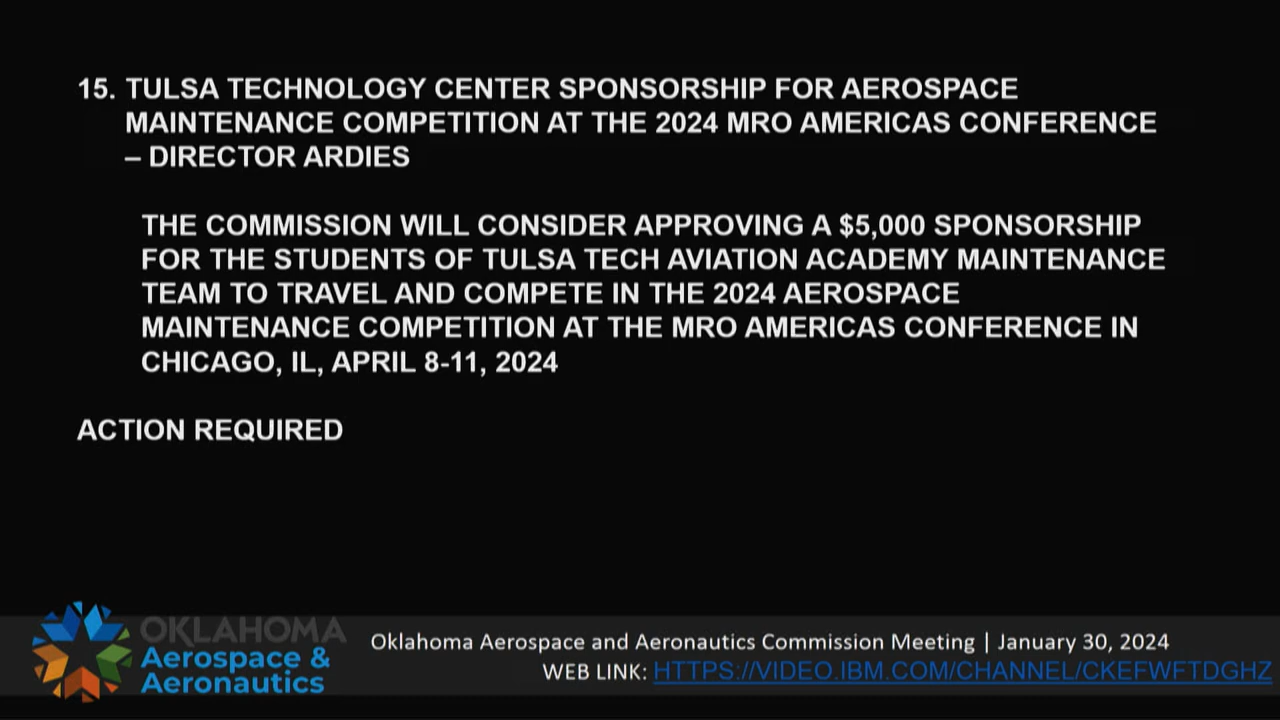 15. TULSA TECHNOLOGY CENTER SPONSORSHIP FOR AEROSPACE
MAINTENANCE COMPETITION AT THE 2024 MRO AMERICAS CONFERENCE
– DIRECTOR ARDIES
THE COMMISSION WILL CONSIDER APPROVING A $5,000 SPONSORSHIP
FOR THE STUDENTS OF TULSA TECH AVIATION ACADEMY MAINTENANCE
TEAM TO TRAVEL AND COMPETE IN THE 2024 AEROSPACE
MAINTENANCE COMPETITION AT THE MRO AMERICAS CONFERENCE IN
CHICAGO, IL, APRIL 8-11, 2024
ACTION REQUIRED
OKLAHOMA
Aerospace &
Aeronautics
Oklahoma Aerospace and Aeronautics Commission Meeting | January 30, 2024
WEB LINK: HTTPS://VIDEO.IBM.COM/CHANNEL/CKEFWFTDGHZ